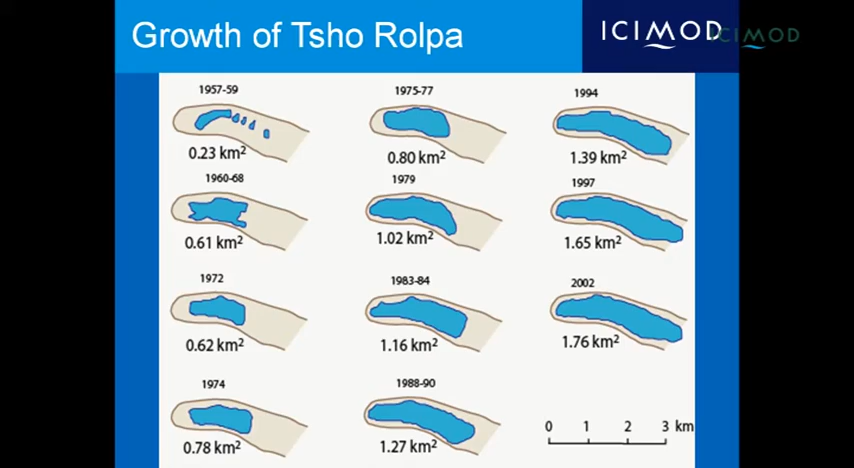 Growth of Tsho Rolpa
ICIMOD
ICIMOD
1957-59
0.23 km²
1960-68
0.61 km²
1972
0.62 km²
1974
0.78 km²
1975-77
0.80 km²
1979
1.02 km²
1983-84
1.16 km²
1988-90
1.27 km²
1994
1.39 km²
1997
1.65 km²
2002
1.76 km²
0 1 2 3 km